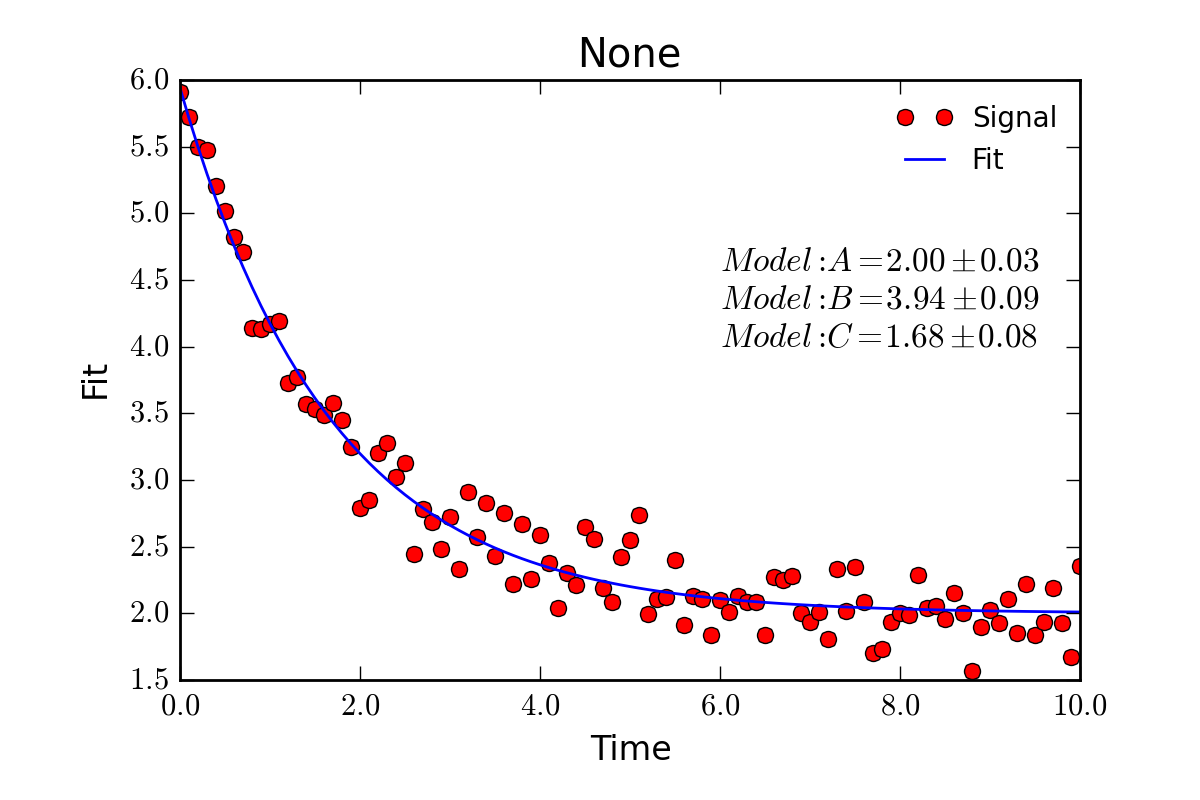 None
6.0
5.5
5.0
4.5
4.0
3.5
3.0
2.5
2.0
1.5
0.0 2.0 4.0 6.0 8.0 10.0
Fit
Time
Signal
Fit
Model:A=2.00±0.03
Model:B=3.94±0.09
Model:C=1.68±0.08